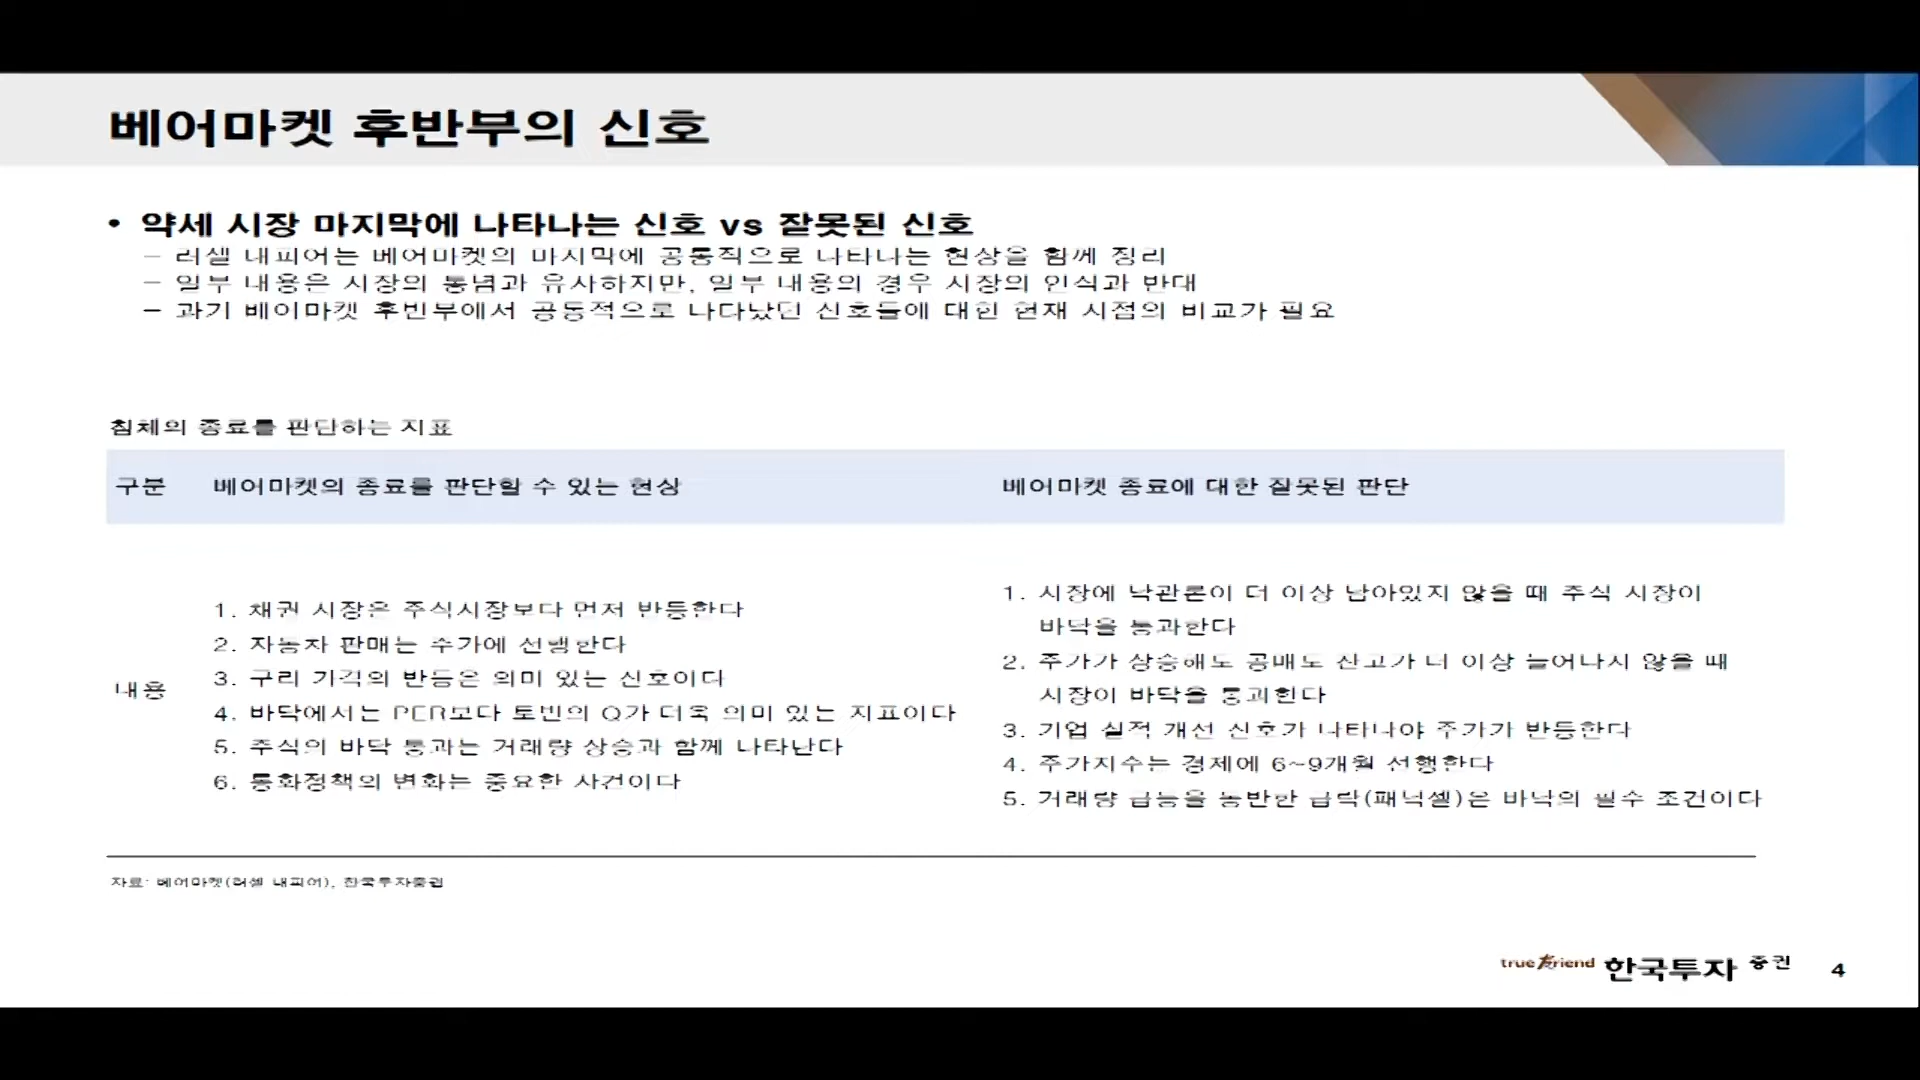 베어마켓 후반부의 신호
• 약세 시장 마지막에 나타나는 신호 vs 잘못된 신호
– 러셀 내피어는 베어마켓의 마지막에 공통적으로 나타나는 현상을 함께 정리
– 일부 내용은 시장의 통념과 유사하지만, 일부 내용의 경우 시장의 인식과 반대
– 과거 베어마켓 후반부에서 공통적으로 나타났던 신호들에 대한 현재 시점의 비교가 필요
침체의 종료를 판단하는 지표
구분 베어마켓의 종료를 판단할 수 있는 현상 베어마켓 종료에 대한 잘못된 판단
내용
1. 채권 시장은 주식시장보다 먼저 반등한다
2. 자동차 판매는 주가에 선행한다
3. 구리 가격의 반등은 의미 있는 신호이다
4. 바닥에서는 PER보다 토빈의 Q가 더욱 의미 있는 지표이다
5. 주식의 바닥 통과는 거래량 상승과 함께 나타난다
6. 통화정책의 변화는 중요한 사건이다
1. 시장에 낙관론이 더 이상 남아있지 않을 때 주식 시장이
바닥을 통과한다
2. 주가가 상승해도 공매도 잔고가 더 이상 늘어나지 않을 때
시장이 바닥을 통과한다
3. 기업 실적 개선 신호가 나타나야 주가가 반등한다
4. 주가지수는 경제에 6~9개월 선행한다
5. 거래량 급등을 동반한 급락(패닉셀)은 바닥의 필수 조건이다
자료: 베어마켓(러셀 내피어), 한국투자증권
true friend 한국투자 증권 4